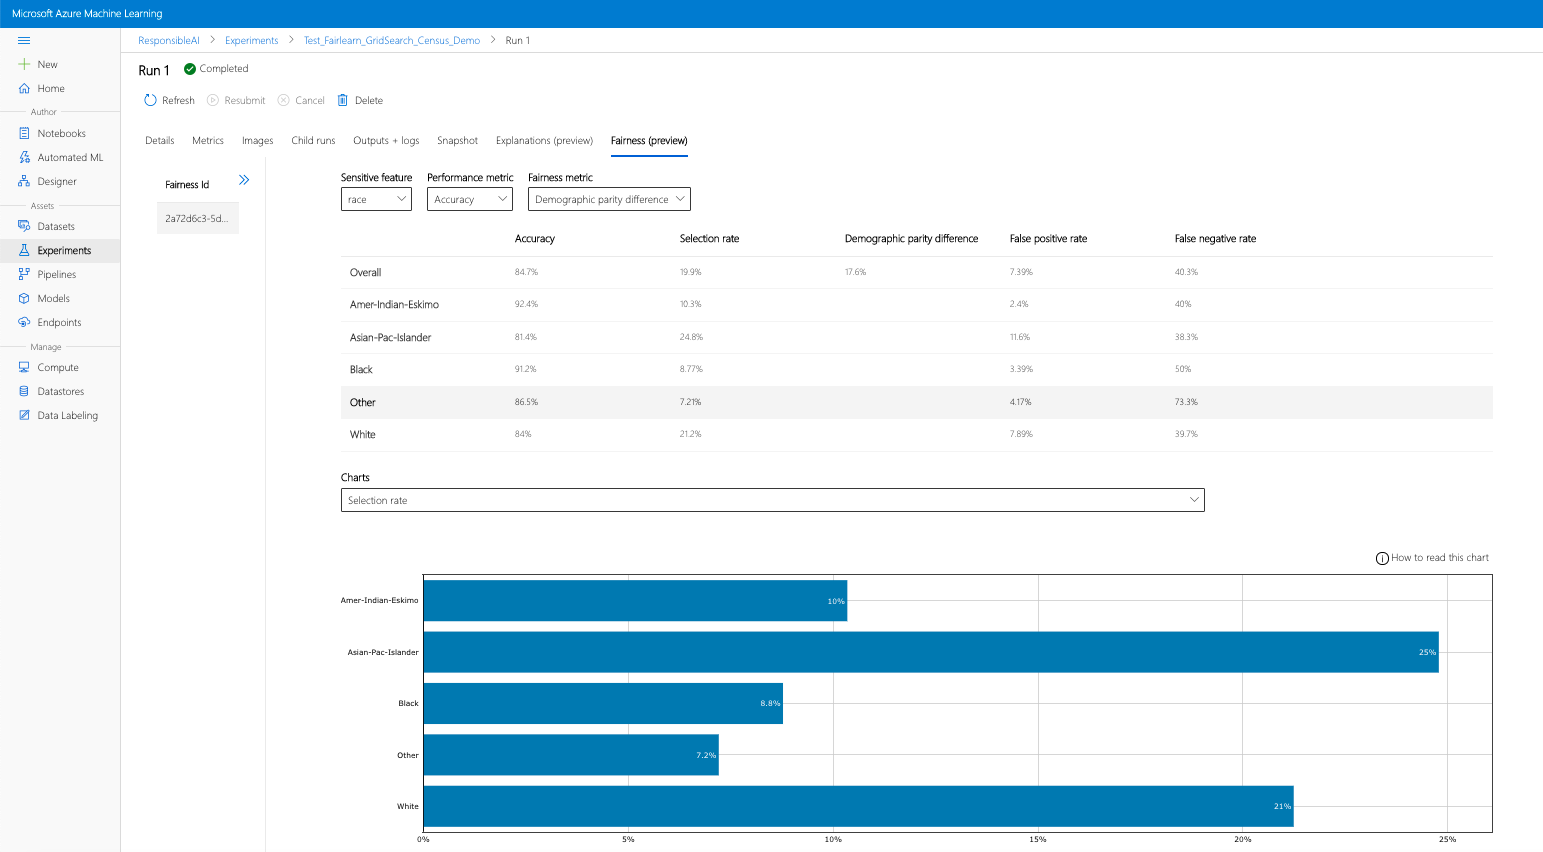 Microsoft Azure Machine Learning
New
Home
Author
Notebooks
Automated ML
Designer
Assets
Datasets
Experiments
Pipelines
Models
Endpoints
Manage
Compute
Datastores
Data Labeling
ResponsibleAI > Experiments > Test_Fairlearn_GridSearch_Census_Demo > Run 1
Run 1 Completed
Refresh Resubmit Cancel Delete
Details Metrics Images Child runs Outputs + logs Snapshot Explanations (preview) Fairness (preview)
Fairness Id
2a72d6c3-5d...
Sensitive feature Performance metric Fairness metric
race Accuracy Demographic parity difference
Accuracy Selection rate Demographic parity difference False positive rate False negative rate
Overall 84.7% 19.9% 17.6% 7.39% 40.3%
Amer-Indian-Eskimo 92.4% 10.3% 2.4% 40%
Asian-Pac-Islander 81.4% 24.8% 11.6% 38.3%
Black 91.2% 8.77% 3.39% 50%
Other 86.5% 7.21% 4.17% 73.3%
White 84% 21.2% 7.89% 39.7%
Charts
Selection rate
How to read this chart
Amer-Indian-Eskimo 10%
Asian-Pac-Islander 25%
Black 8.8%
Other 7.2%
White 21%
0% 5% 10% 15% 20% 25%